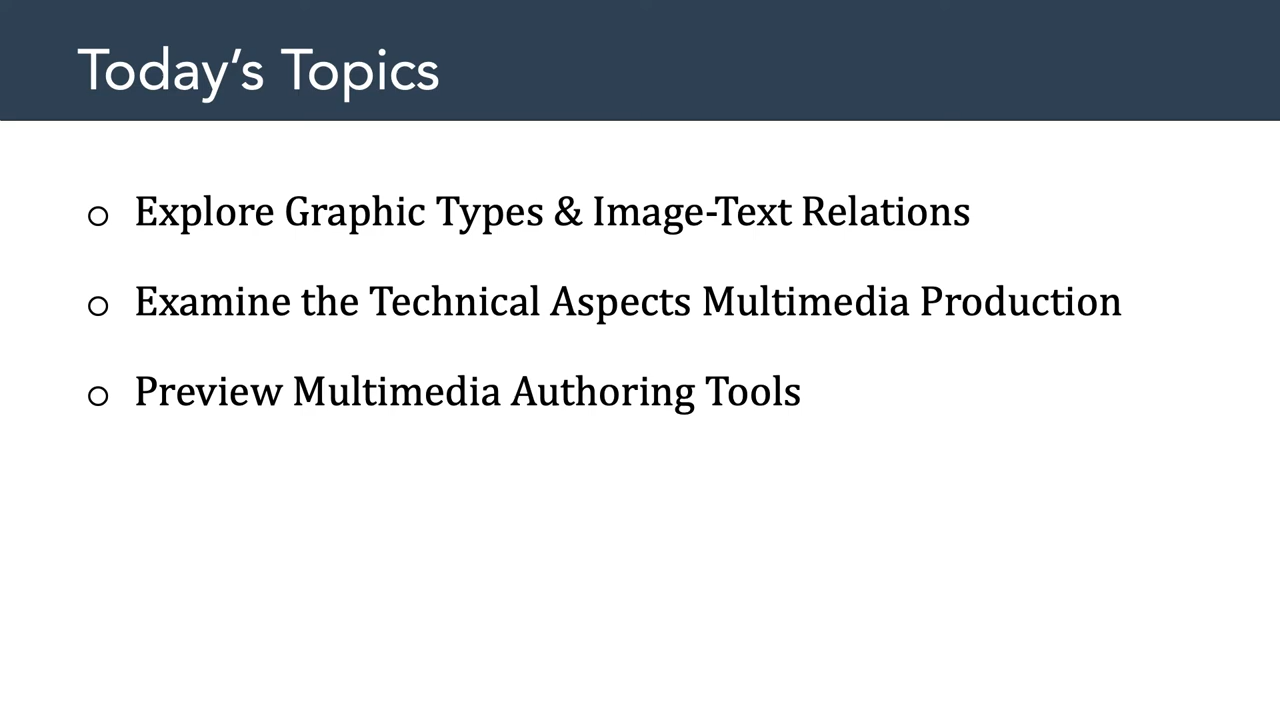 Today’s Topics
Explore Graphic Types & Image-Text Relations
Examine the Technical Aspects Multimedia Production
Preview Multimedia Authoring Tools